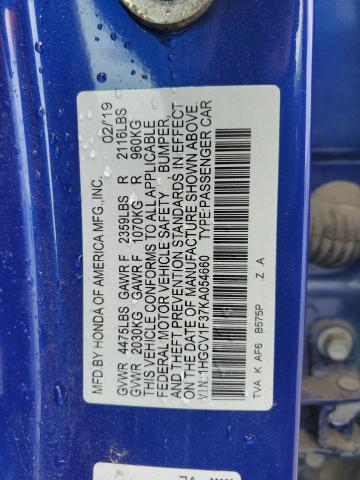 MFD.BY HONDA OF AMERICA MFG.,INC. 02/'19
GVWR 4475LBS GAWR F 2359LBS R 2116LBS
GVWR 2030KG GAWR F 1070KG R 960KG
THIS VEHICLE CONFORMS TO ALL APPLICABLE
FEDERAL MOTOR VEHICLE SAFETY BUMPER,
AND THEFT PREVENTION STANDARDS IN EFFECT
ON THE DATE OF MANUFACTURE SHOWN ABOVE.
V.I.N.:1HGCV1F37KA054660 TYPE:PASSENGER CAR
TVA K AF6 B575P Z A